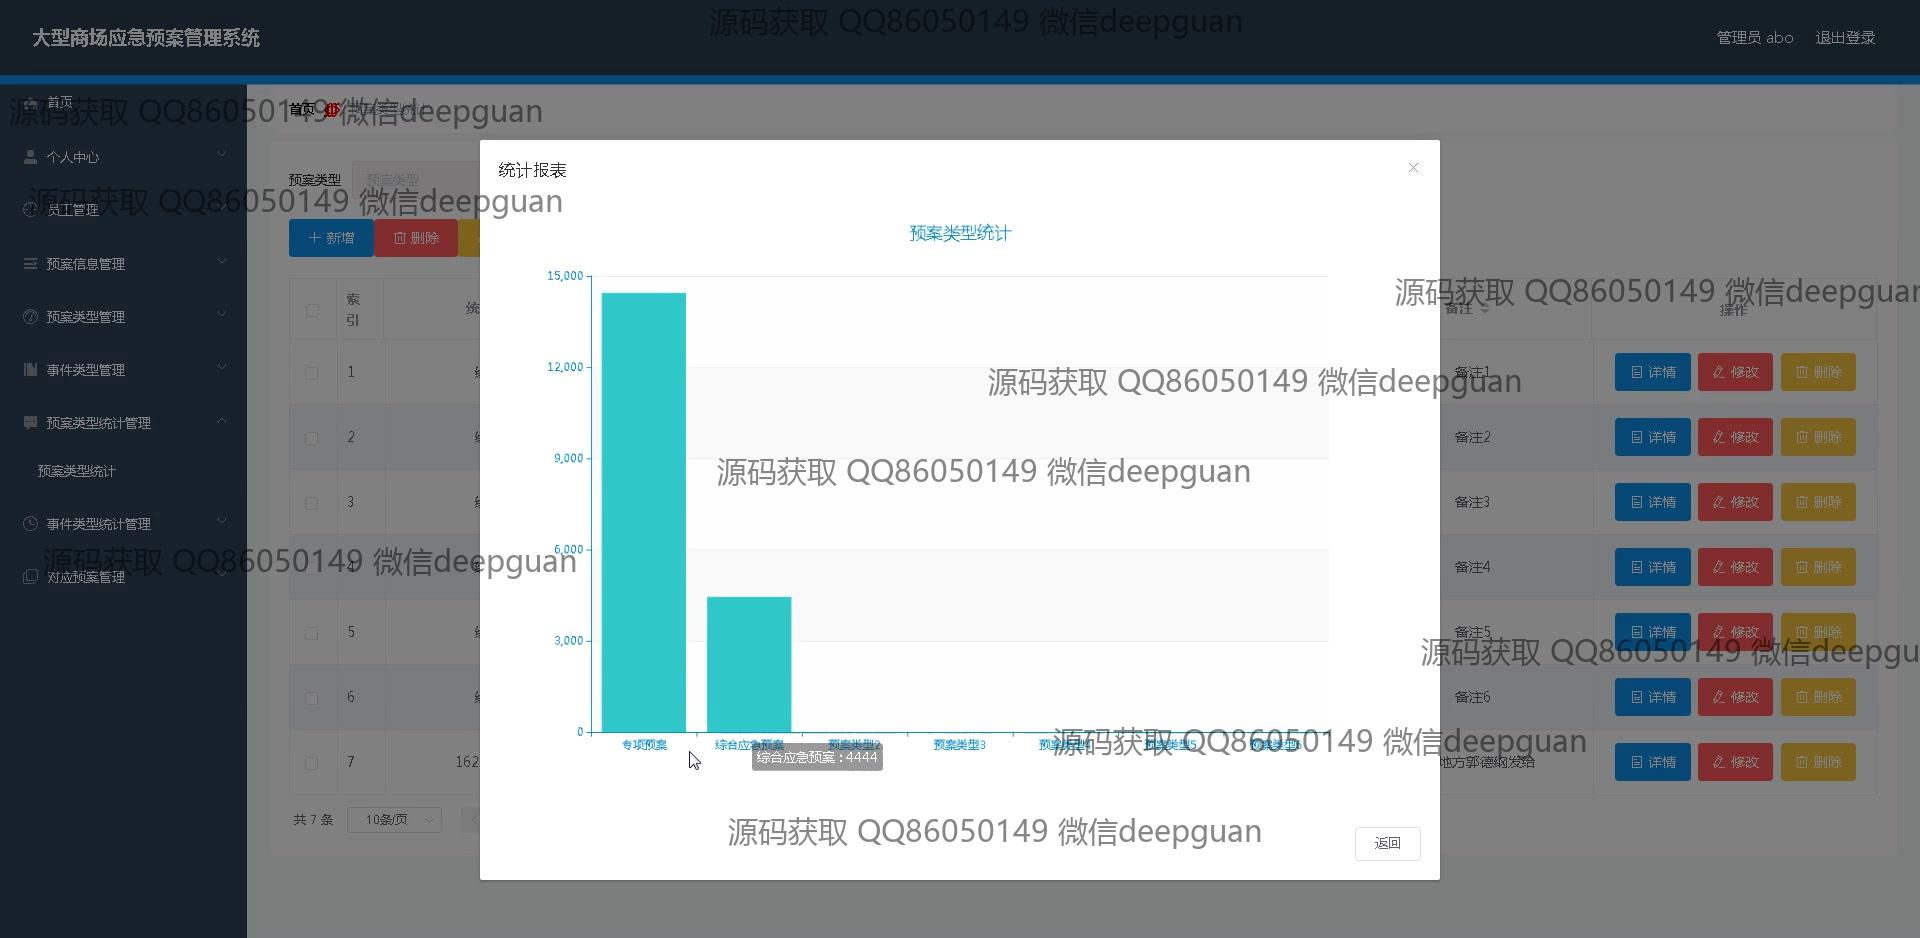 源码获取 QQ86050149 微信deepguan
大型商场应急预案管理系统
管理员 abo
退出登录
首页
首页
预案类型统计
源码获取 QQ86050149 微信deepguan
个人中心
预案类型
预案类型
统计报表
源码获取 QQ86050149 微信deepguan
员工管理
新增
删除
预案类型统计
预案信息管理
预案类型管理
事件类型管理
预案类型统计管理
预案类型统计
事件类型统计管理
对应预案管理
源码获取 QQ86050149 微信deepguan
索引
统
备注
操作
源码获取 QQ86050149 微信deepguan
15,000
12,000
9,000
6,000
3,000
0
源码获取 QQ86050149 微信deepguan
源码获取 QQ86050149 微信deepguan
1
备注1
详情
修改
删除
2
备注2
详情
修改
删除
3
备注3
详情
修改
删除
4
备注4
详情
修改
删除
5
备注5
详情
修改
删除
源码获取 QQ86050149 微信deepgu
6
备注6
详情
修改
删除
专项预案
综合应急预案
预案类型2
预案类型3
预案类型4
预案类型5
预案类型6
源码获取 QQ86050149 微信deepguan
综合应急预案 : 4444
7
162
地方郭德纲发给
详情
修改
删除
共 7 条
10条/页
源码获取 QQ86050149 微信deepguan
返回